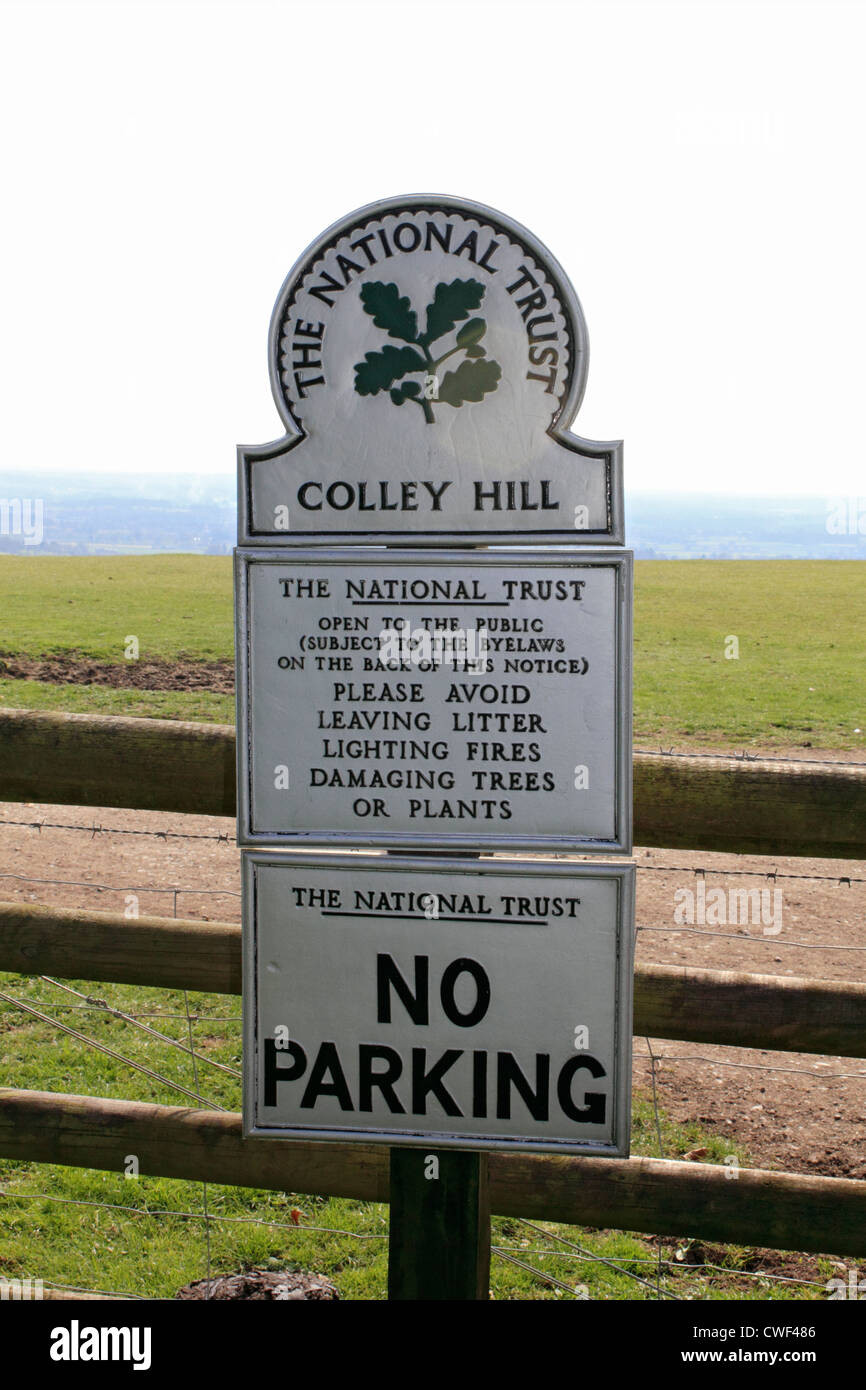 THE NATIONAL TRUST
COLLEY HILL
THE NATIONAL TRUST
OPEN TO THE PUBLIC
(SUBJECT TO THE BYELAWS
ON THE BACK OF THIS NOTICE)
PLEASE AVOID
LEAVING LITTER
LIGHTING FIRES
DAMAGING TREES
OR PLANTS
THE NATIONAL TRUST
NO
PARKING
alamy
Image ID: CWF486
www.alamy.com